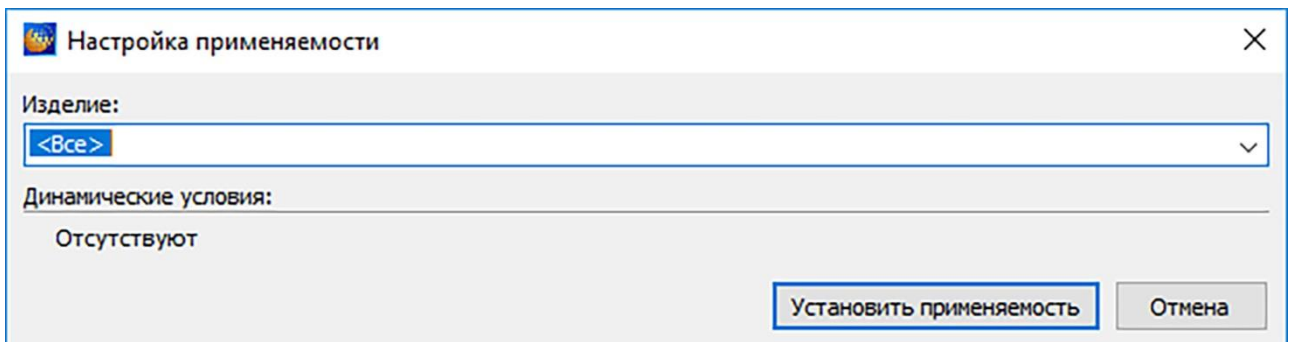 Настройка применяемости
Изделие:
<Все>
Динамические условия:
Отсутствуют
Установить применяемость Отмена